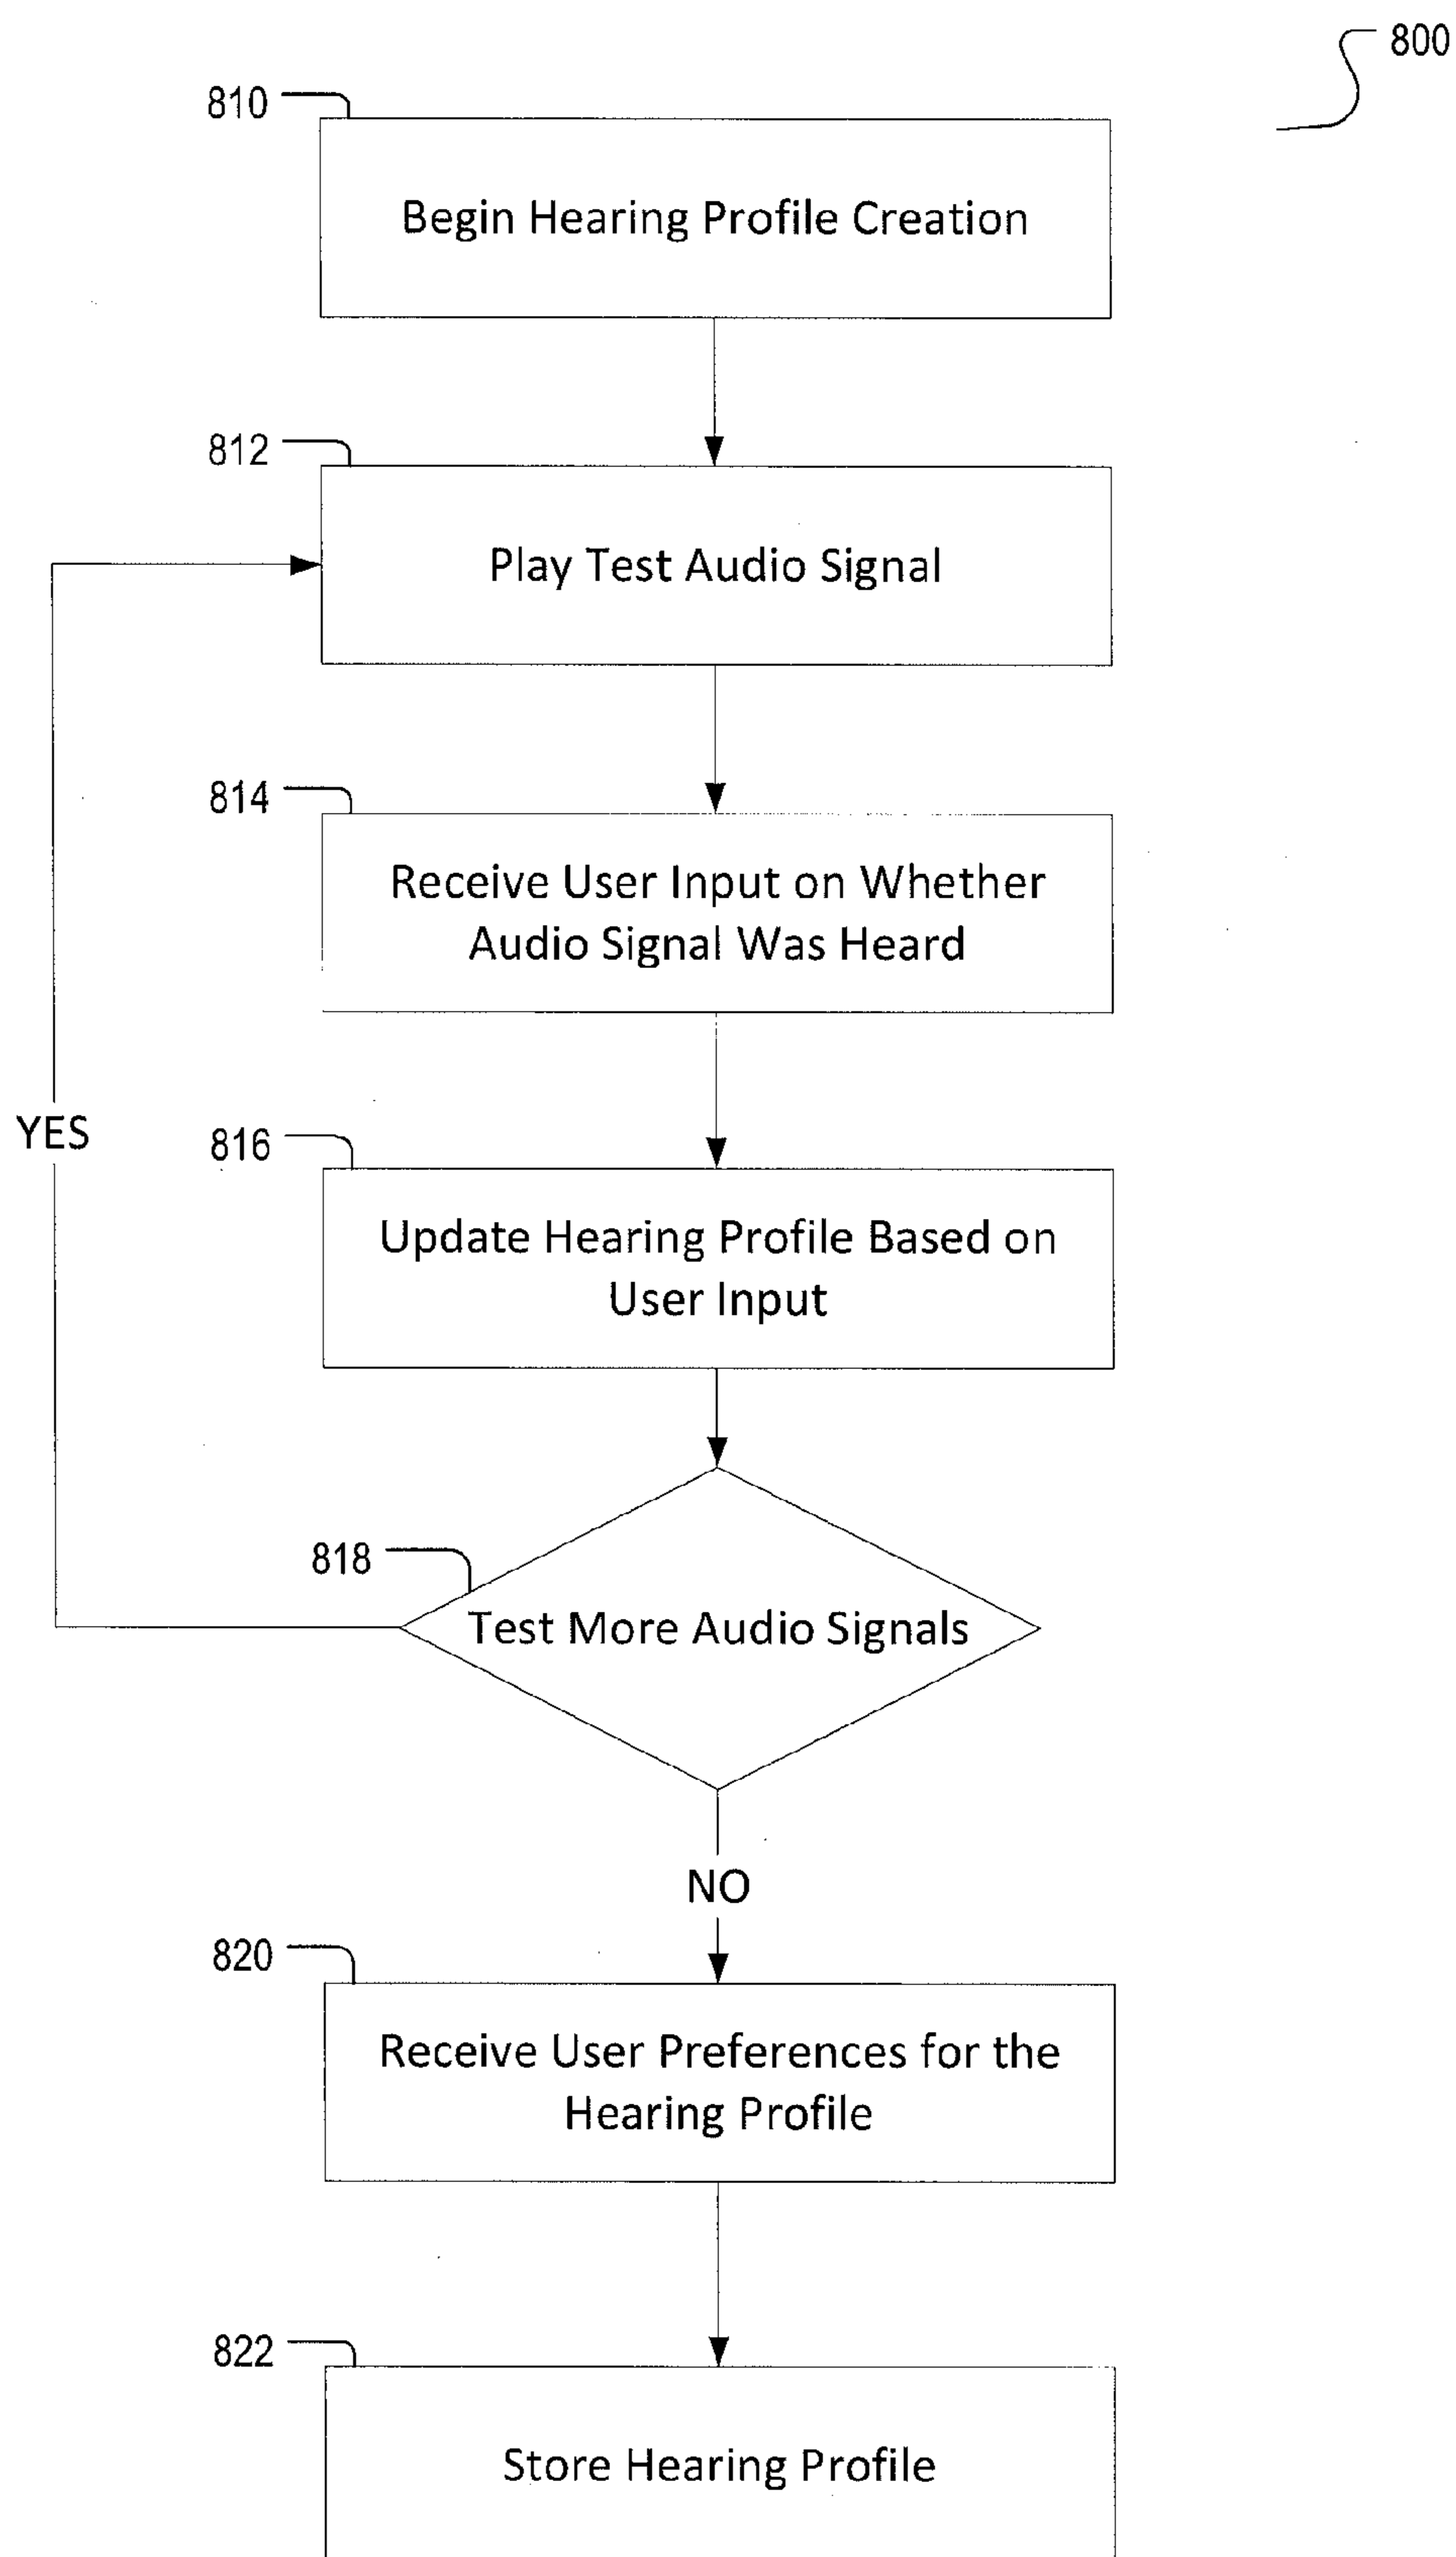 800
810
Begin Hearing Profile Creation
812
Play Test Audio Signal
814
Receive User Input on Whether
Audio Signal Was Heard
YES
816
Update Hearing Profile Based on
User Input
818
Test More Audio Signals
NO
820
Receive User Preferences for the
Hearing Profile
822
Store Hearing Profile